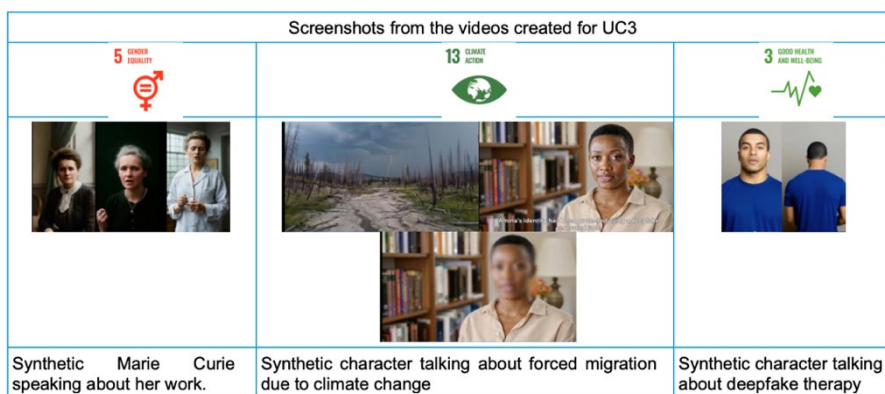 Screenshots from the videos created for UC3
5 GENDER
EQUALITY
13 CLIMATE
ACTION
3 GOOD HEALTH
AND WELL-BEING
Synthetic Marie Curie
speaking about her work.
Synthetic character talking about forced migration
due to climate change
Synthetic character talking
about deepfake therapy